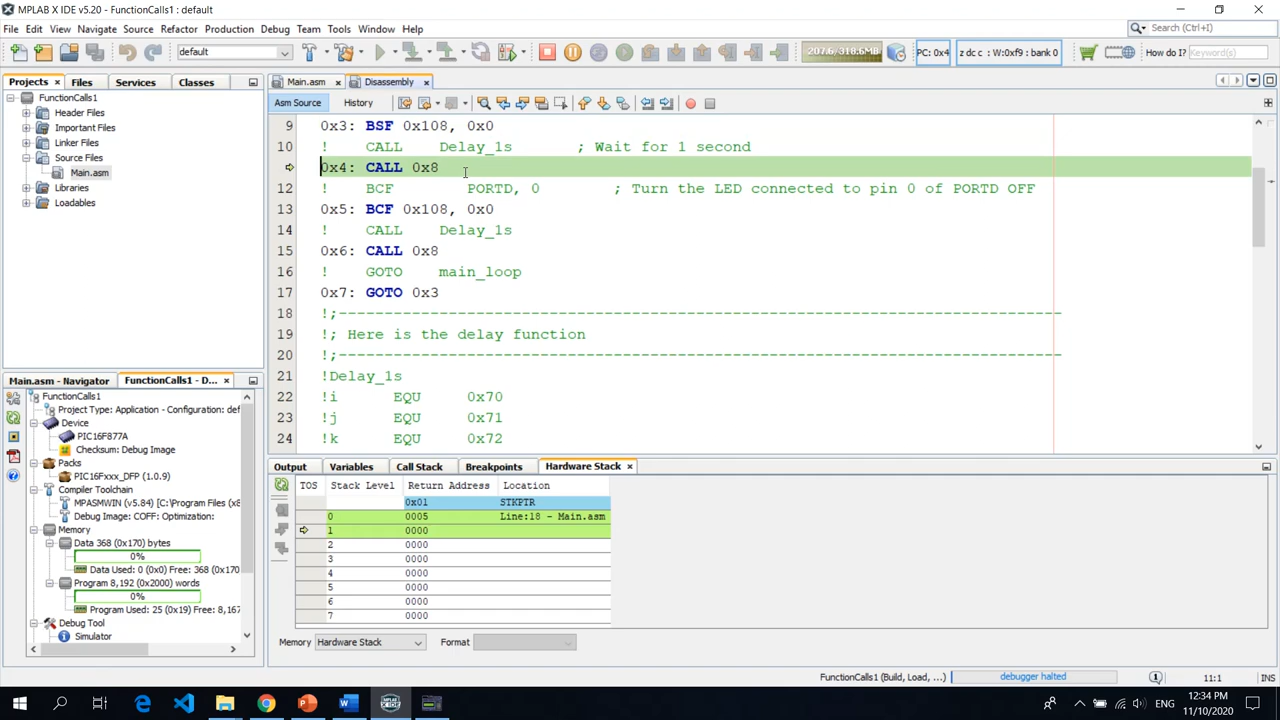 MPLAB X IDE v5.20 - FunctionCalls1 : default
File Edit View Navigate Source Refactor Production Debug Team Tools Window Help
Search (Ctrl+I)
default
207.6/318.6MB
PC: 0x4
z dc c : W:0xf9 : bank 0
How do I?
Keyword(s)
Projects × Files Services Classes
Main.asm × Disassembly ×
FunctionCalls1
Header Files
Important Files
Linker Files
Source Files
Main.asm
Libraries
Loadables
Asm Source History
9 0x3: BSF 0x108, 0x0
10 ! CALL Delay_1s ; Wait for 1 second
0x4: CALL 0x8
12 ! BCF PORTD, 0 ; Turn the LED connected to pin 0 of PORTD OFF
13 0x5: BCF 0x108, 0x0
14 ! CALL Delay_1s
15 0x6: CALL 0x8
16 ! GOTO main_loop
17 0x7: GOTO 0x3
18 !;------------------------------------------------------------------------------
19 !; Here is the delay function
20 !;------------------------------------------------------------------------------
21 !Delay_1s
22 !i EQU 0x70
23 !j EQU 0x71
24 !k EQU 0x72
Main.asm - Navigator FunctionCalls1 - D... ×
FunctionCalls1
Project Type: Application - Configuration: def
Device
PIC16F877A
Checksum: Debug Image
Packs
PIC16Fxxx_DFP (1.0.9)
Compiler Toolchain
MPASMWIN (v5.84) [C:\Program Files (x8
Debug Image: COFF: Optimization:
Memory
Data 368 (0x170) bytes
0%
Data Used: 0 (0x0) Free: 368 (0x170
Program 8,192 (0x2000) words
0%
Program Used: 25 (0x19) Free: 8,167
Debug Tool
Simulator
Output Variables Call Stack Breakpoints Hardware Stack ×
TOS Stack Level Return Address Location
0x01 STKPTR
0 0005 Line:18 - Main.asm
1 0000
2 0000
3 0000
4 0000
5 0000
6 0000
7 0000
Memory Hardware Stack Format
FunctionCalls1 (Build, Load, ...)
debugger halted
11:1
INS
ENG
12:34 PM
11/10/2020